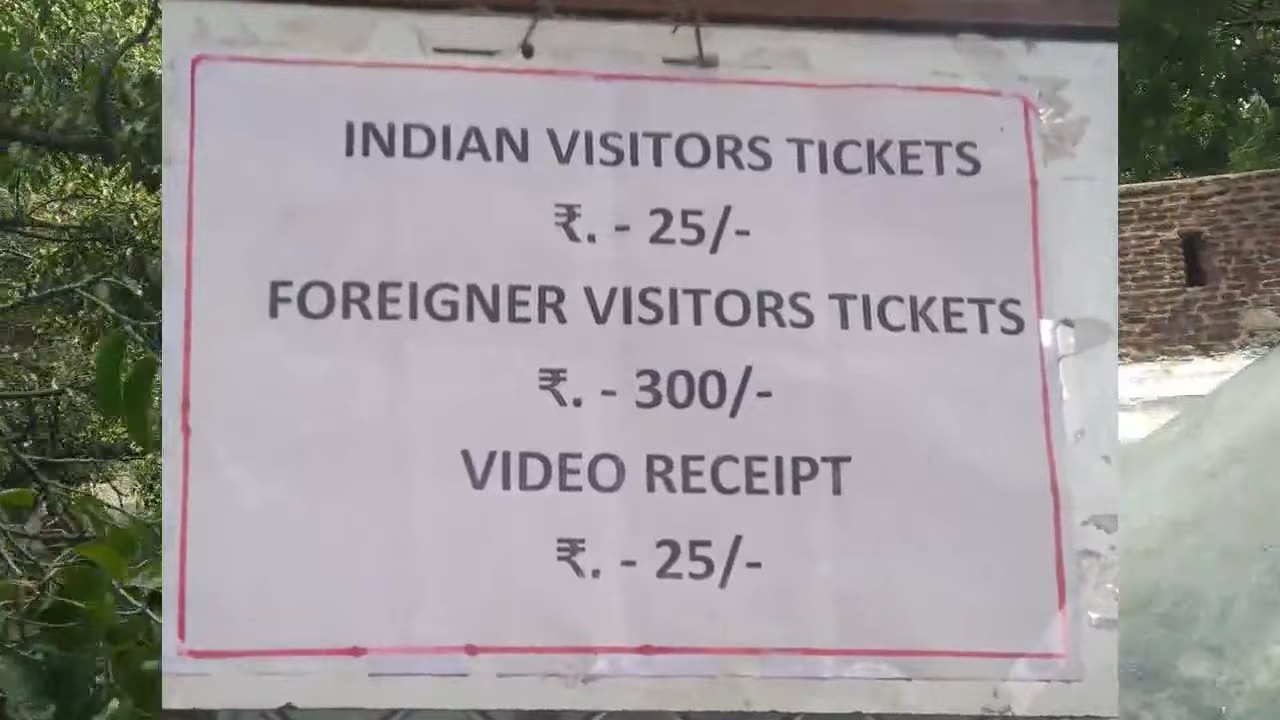 INDIAN VISITORS TICKETS
₹. - 25/-
FOREIGNER VISITORS TICKETS
₹. - 300/-
VIDEO RECEIPT
₹. - 25/-